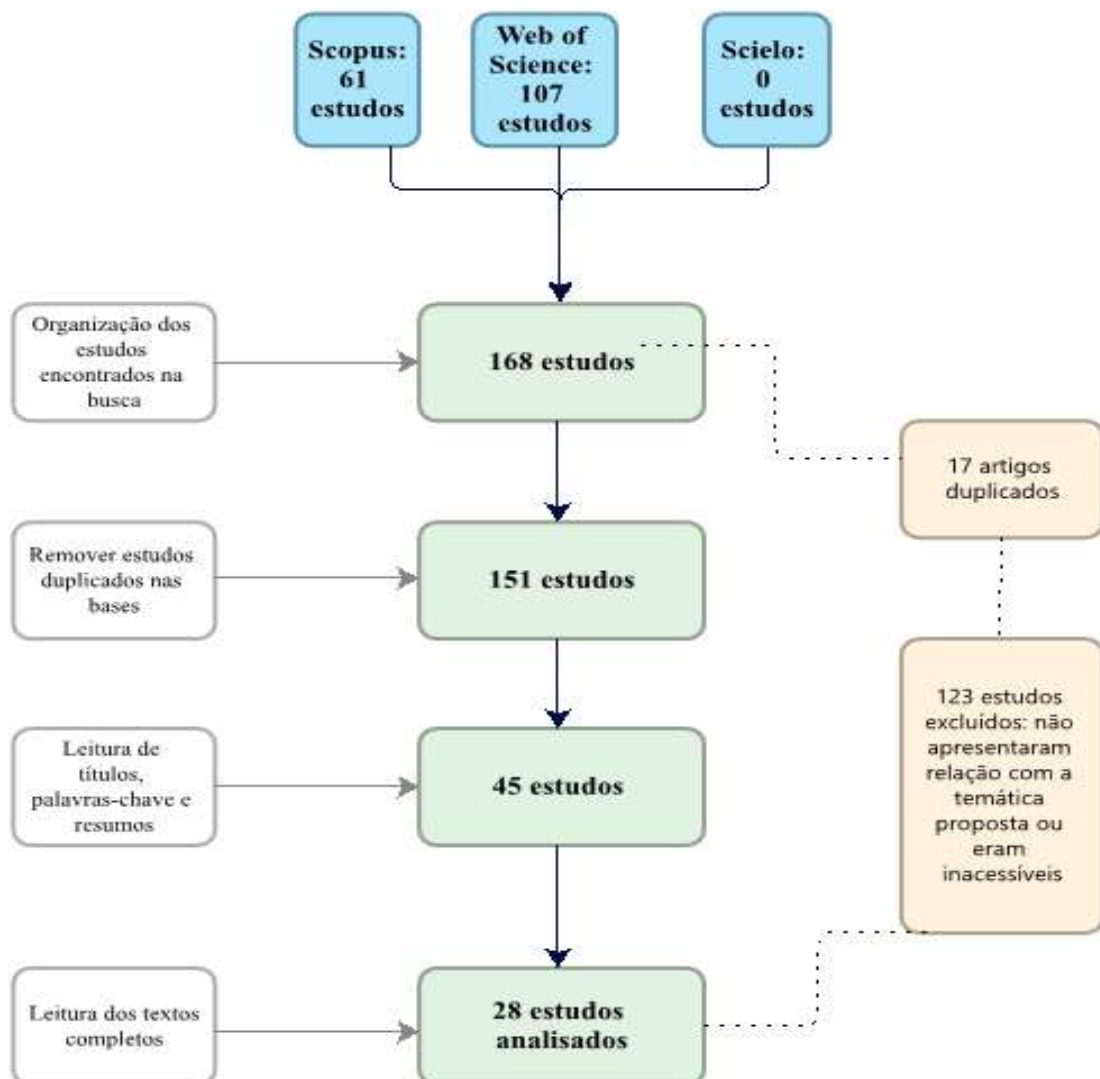 Scopus:
61
estudos
Web of
Science:
107
estudos
Scielo:
0
estudos
Organização dos
estudos
encontrados na
busca
168 estudos
17 artigos
duplicados
Remover estudos
duplicados nas
bases
151 estudos
123 estudos
excluídos: não
apresentaram
relação com a
temática
proposta ou
eram
inacessíveis
Leitura de
títulos,
palavras-chave e
resumos
45 estudos
Leitura dos textos
completos
28 estudos
analisados